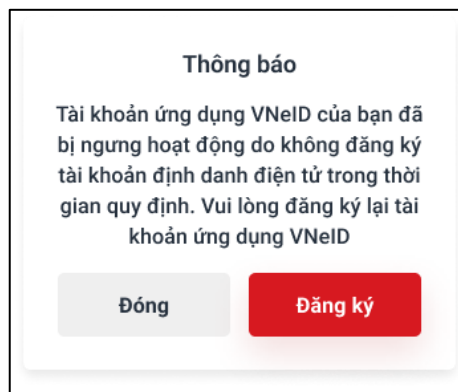 Thông báo
Tài khoản ứng dụng VNeID của bạn đã
bị ngưng hoạt động do không đăng ký
tài khoản định danh điện tử trong thời
gian quy định. Vui lòng đăng ký lại tài
khoản ứng dụng VNeID
Đóng
Đăng ký